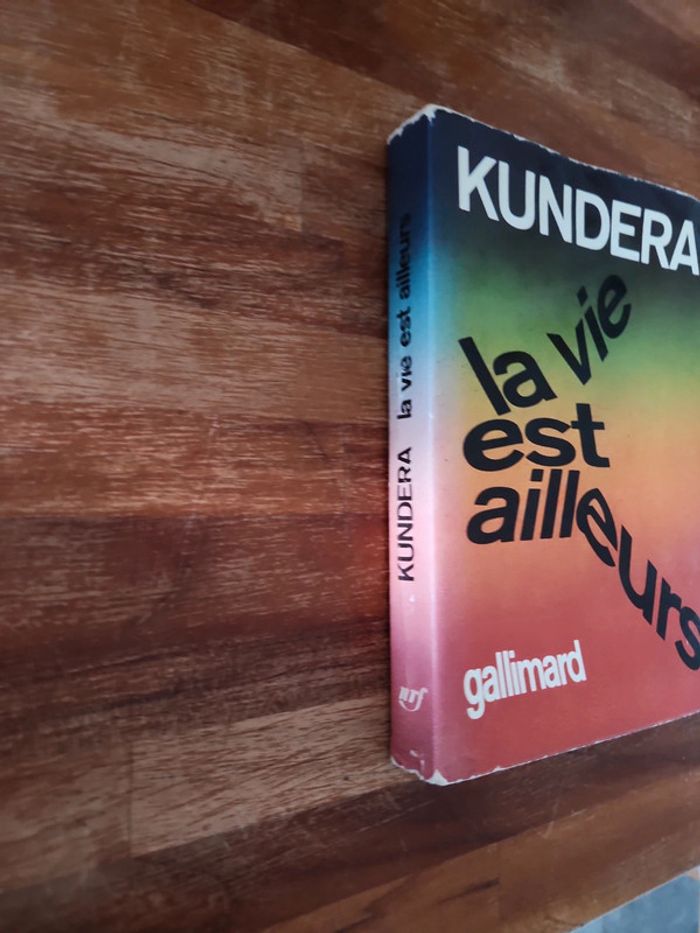 KUNDERA
la vie
est
ailleurs
gallimard
KUNDERA la vie est ailleurs
nrf